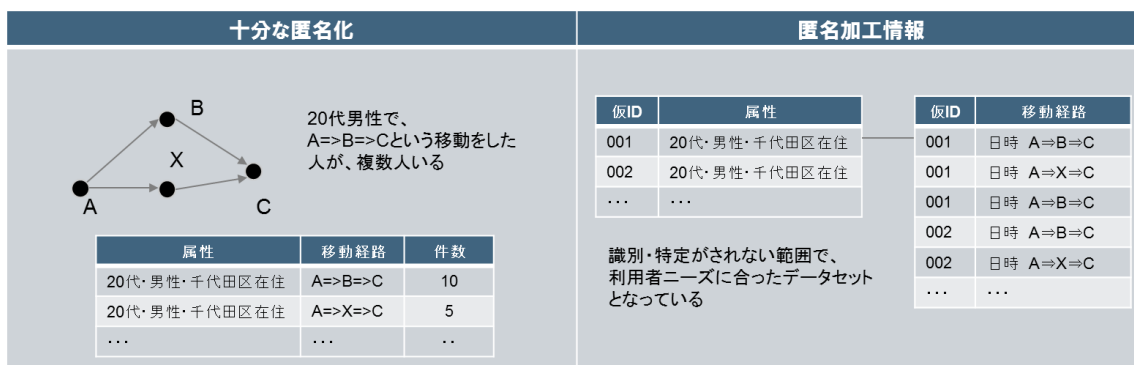 十分な匿名化
B
X
A
C
20代男性で、
A=>B=>Cという移動をした
人が、複数人いる
属性 移動経路 件数
20代・男性・千代田区在住 A=>B=>C 10
20代・男性・千代田区在住 A=>X=>C 5
・・・ ・・・ ・・
匿名加工情報
仮ID 属性
001 20代・男性・千代田区在住
002 20代・男性・千代田区在住
・・・ ・・・
識別・特定がされない範囲で、
利用者ニーズに合ったデータセット
となっている
仮ID 移動経路
001 日時 A⇒B⇒C
001 日時 A⇒X⇒C
001 日時 A⇒B⇒C
002 日時 A⇒B⇒C
002 日時 A⇒X⇒C
・・・ ・・・